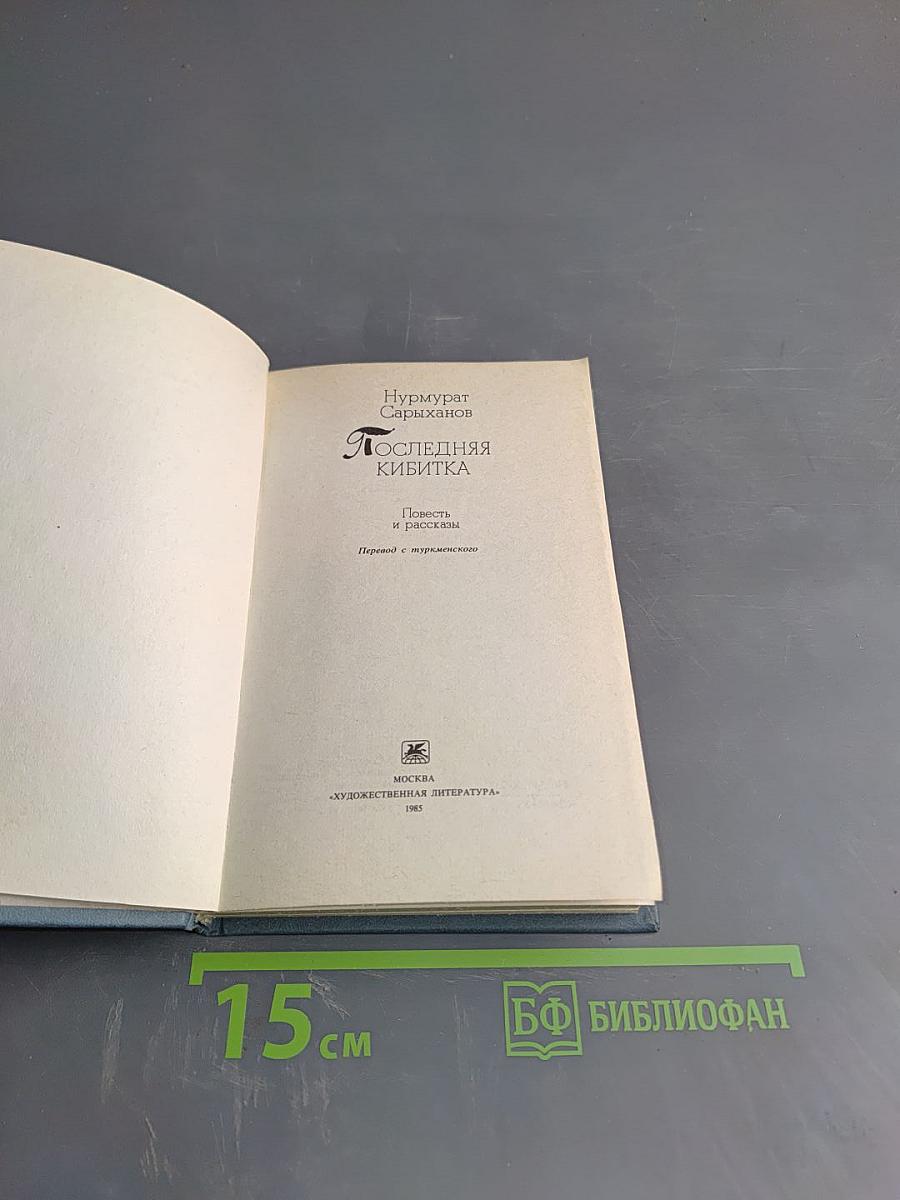 Нурмурат
Сарыханов
Последняя
кибитка
Повесть
и рассказы
Перевод с туркменского
МОСКВА
«ХУДОЖЕСТВЕННАЯ ЛИТЕРАТУРА»
1985
15 см
БФ БИБЛИОФАН